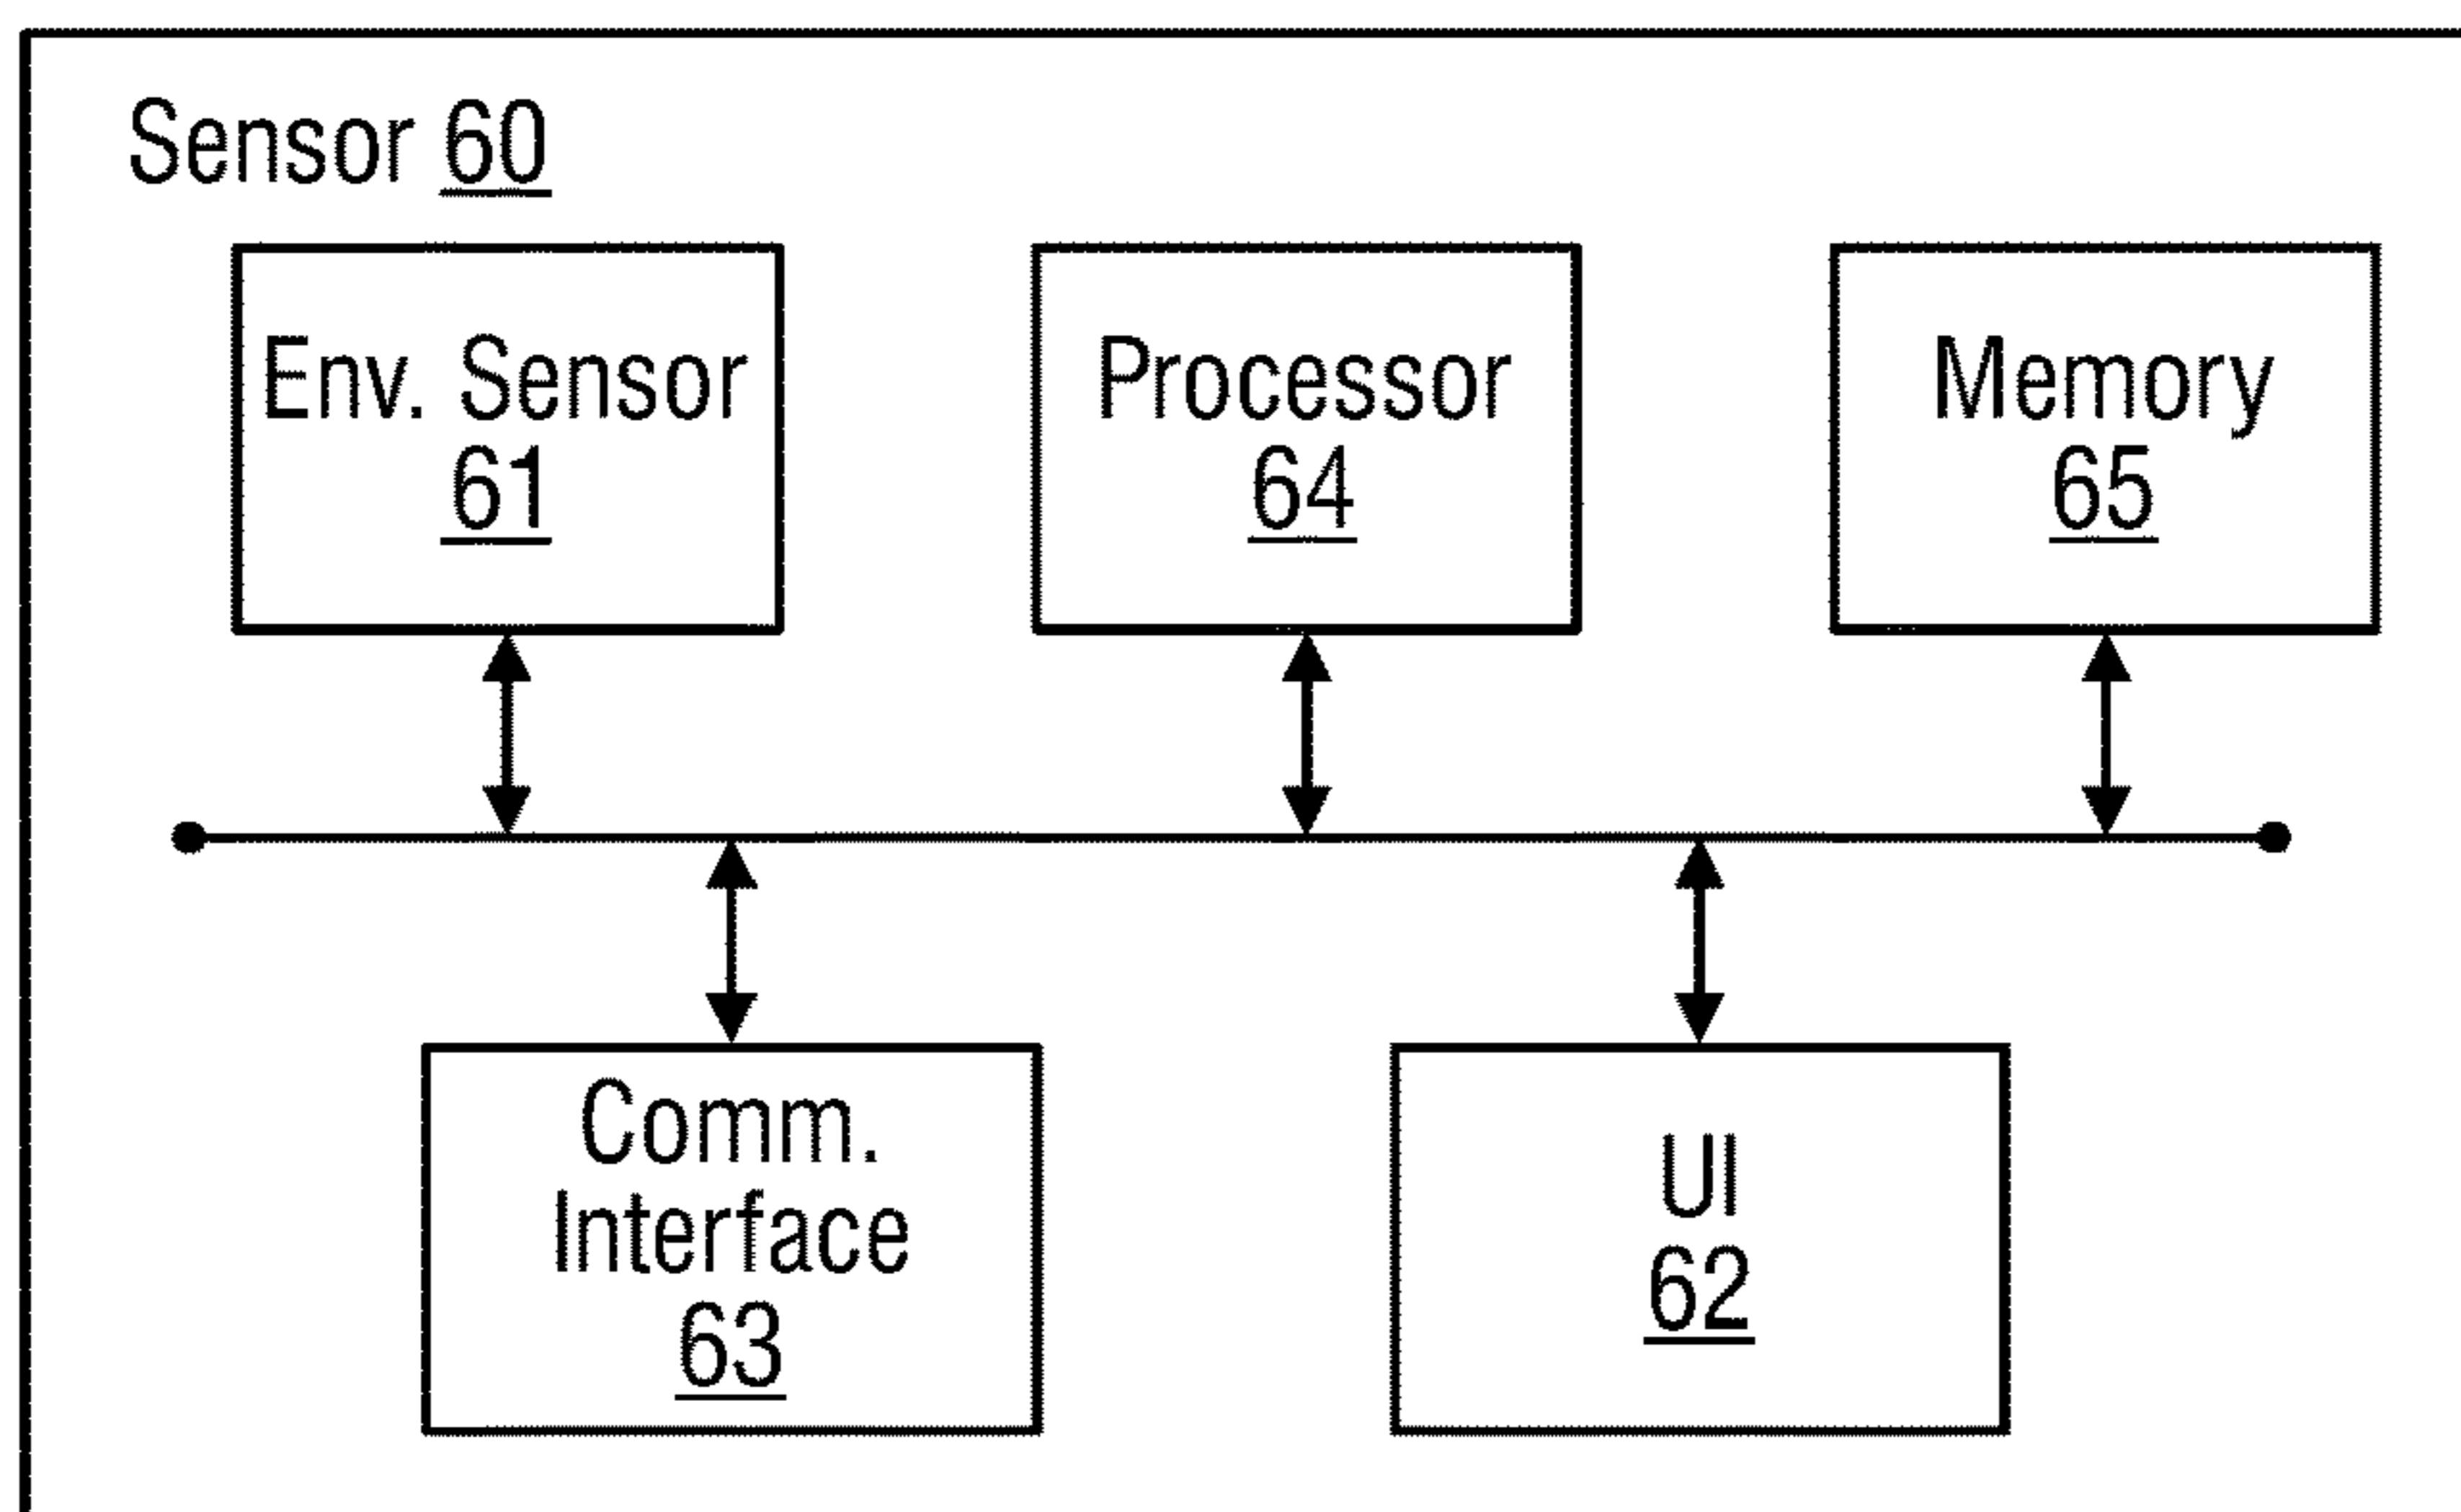 Sensor 60
Env. Sensor
61
Processor
64
Memory
65
Comm.
Interface
63
UI
62